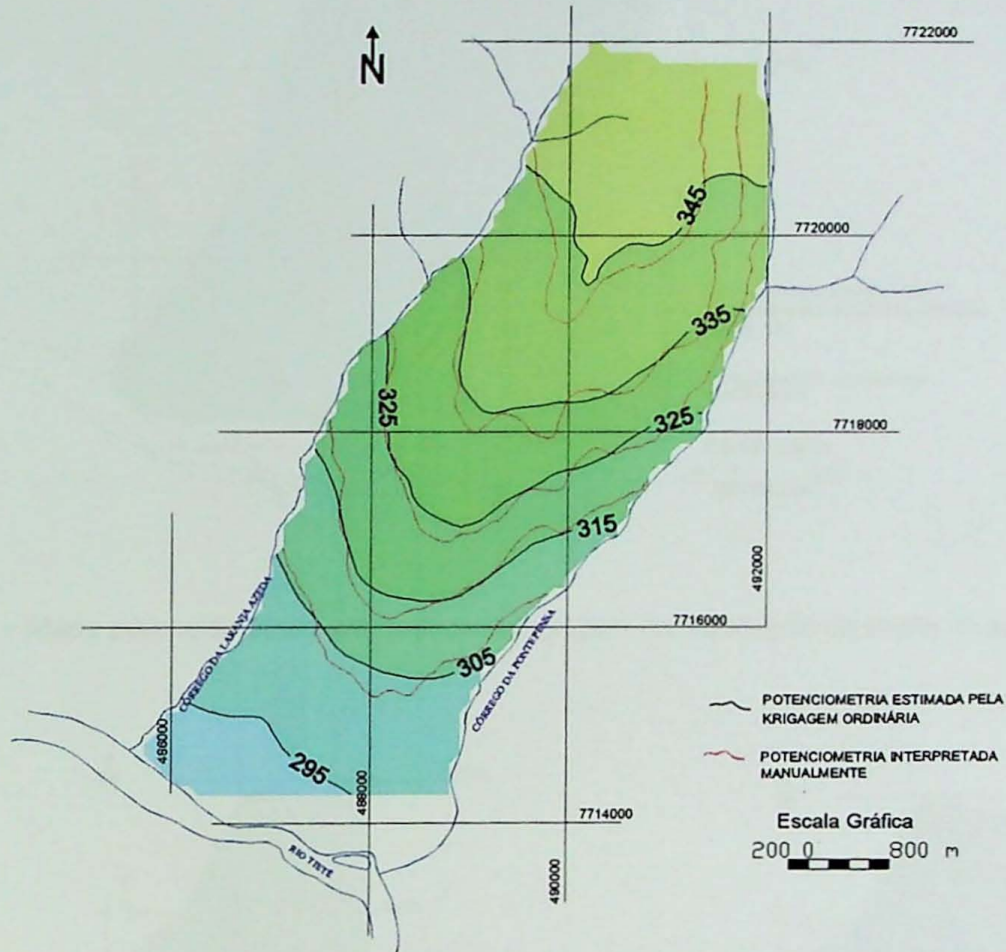 7722000
N
345
7720000
335
325
325
7718000
315
492000
CÓRREGO DA LARANJA AZEDA
7716000
305
CÓRREGO DA PONTE PENSA
486000
295
488000
7714000
RIO TIETÊ
490000
POTENCIOMETRIA ESTIMADA PELA
KRIGAGEM ORDINÁRIA
POTENCIOMETRIA INTERPRETADA
MANUALMENTE
Escala Gráfica
200 0 800 m